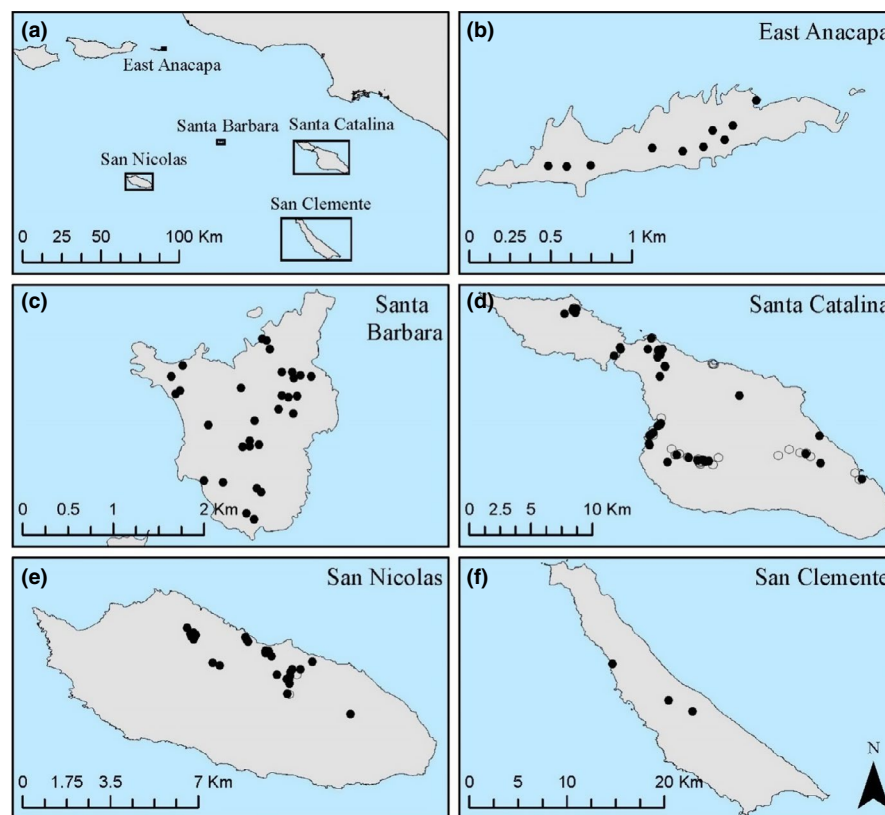 (a)
East Anacapa
Santa Barbara
Santa Catalina
San Nicolas
San Clemente
0 25 50 100 Km
(b)
East Anacapa
0 0.25 0.5 1 Km
(c)
Santa
Barbara
0 0.5 1 2 Km
(d)
Santa Catalina
0 2.5 5 10 Km
(e)
San Nicolas
0 1.75 3.5 7 Km
(f)
San Clemente
0 5 10 20 Km
N